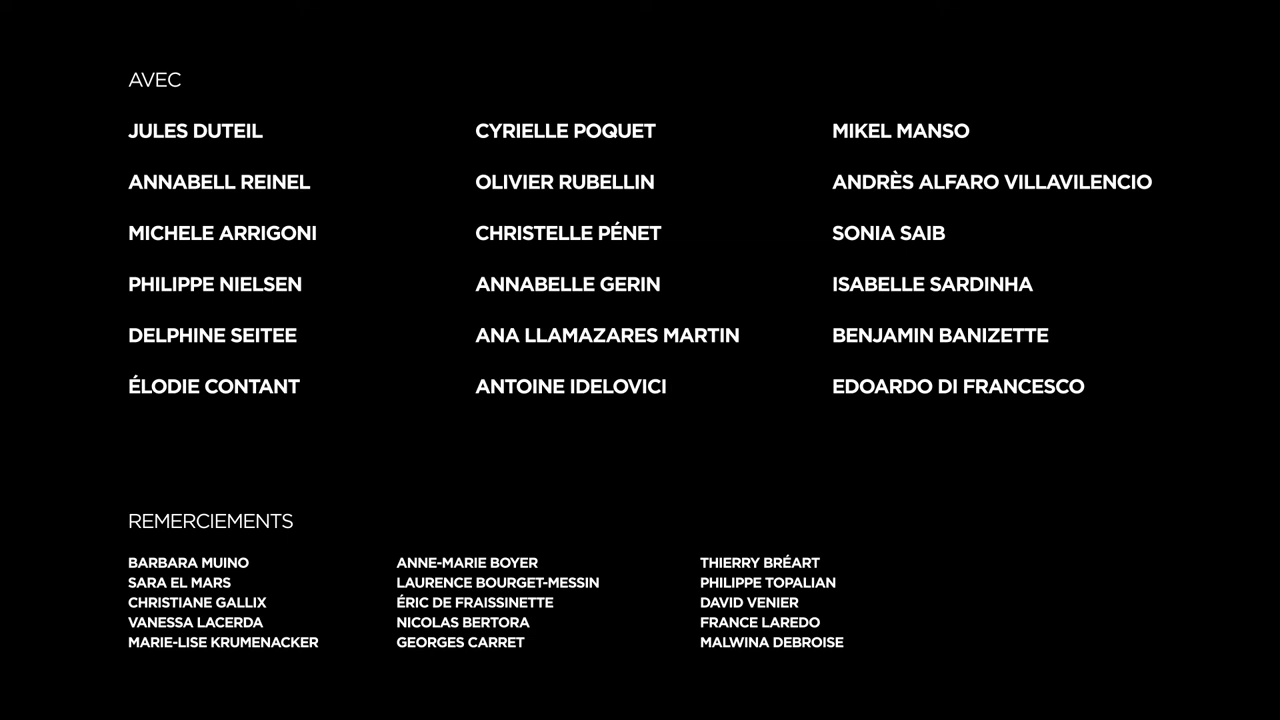 AVEC
JULES DUTEIL CYRIELLE POQUET MIKEL MANSO
ANNABELL REINEL OLIVIER RUBELLIN ANDRÈS ALFARO VILLAVILENCIO
MICHELE ARRIGONI CHRISTELLE PÉNET SONIA SAIB
PHILIPPE NIELSEN ANNABELLE GERIN ISABELLE SARDINHA
DELPHINE SEITEE ANA LLAMAZARES MARTIN BENJAMIN BANIZETTE
ÉLODIE CONTANT ANTOINE IDELOVICI EDOARDO DI FRANCESCO
REMERCIEMENTS
BARBARA MUINO ANNE-MARIE BOYER THIERRY BRÉART
SARA EL MARS LAURENCE BOURGET-MESSIN PHILIPPE TOPALIAN
CHRISTIANE GALLIX ÉRIC DE FRAISSINETTE DAVID VENIER
VANESSA LACERDA NICOLAS BERTORA FRANCE LAREDO
MARIE-LISE KRUMENACKER GEORGES CARRET MALWINA DEBROISE